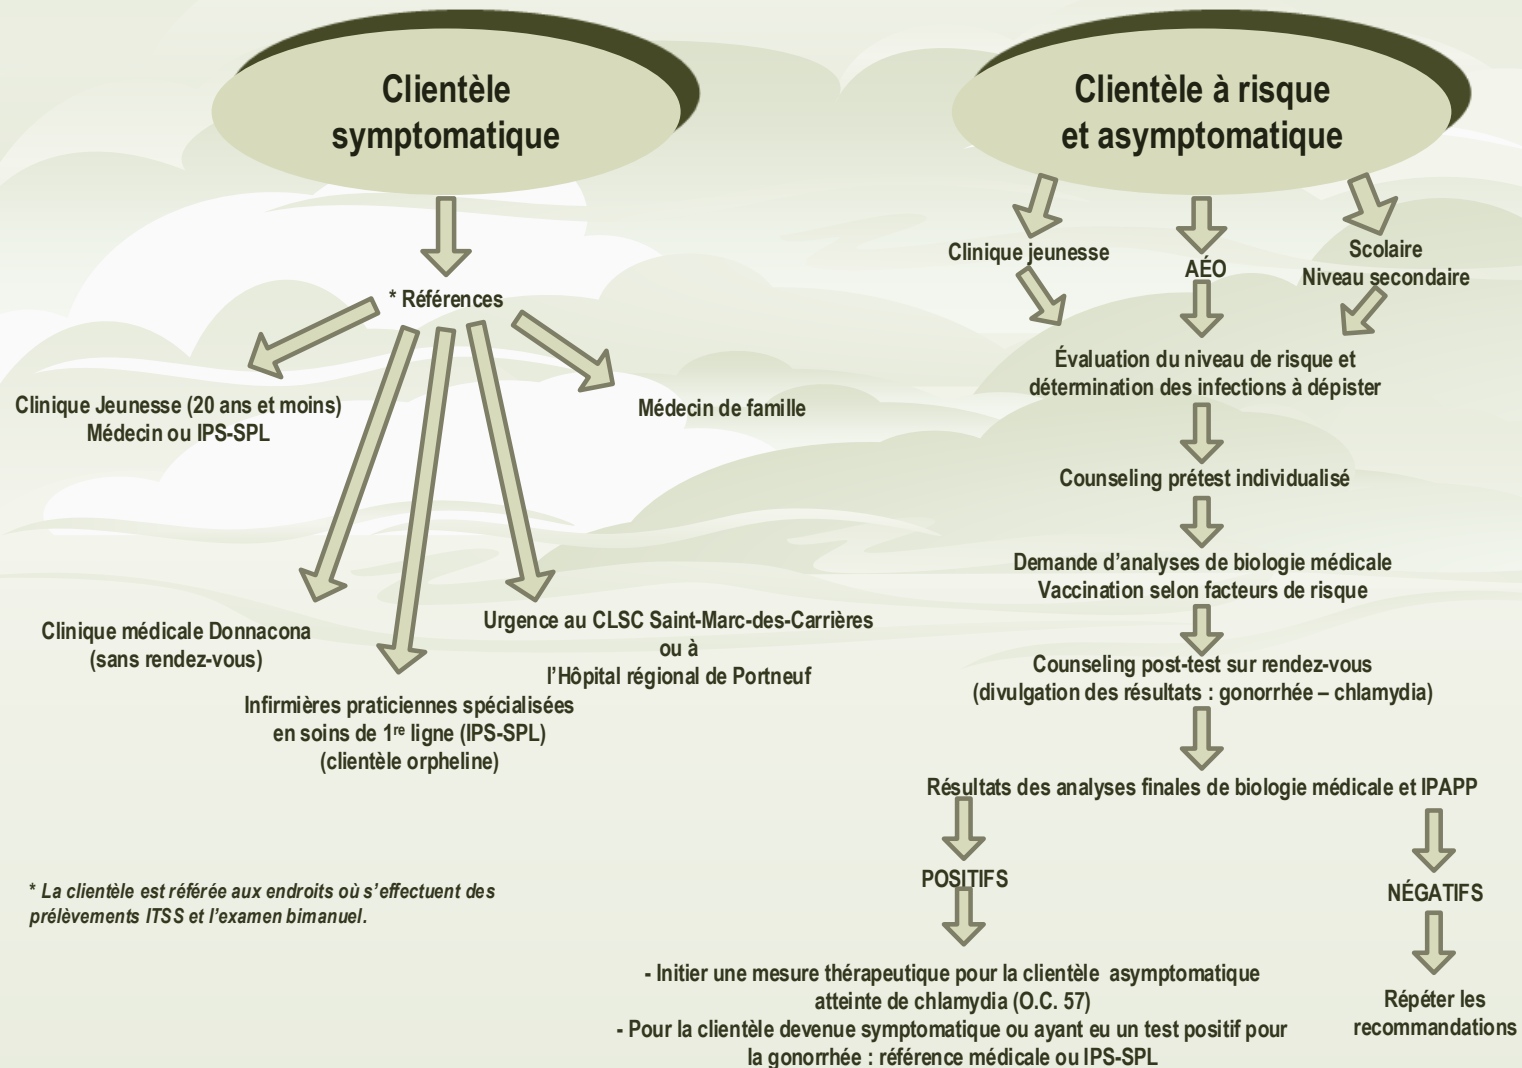 Clientèle
symptomatique
* Références
Clinique Jeunesse (20 ans et moins)
Médecin ou IPS-SPL
Médecin de famille
Clinique médicale Donnacona
(sans rendez-vous)
Urgence au CLSC Saint-Marc-des-Carrières
ou à
l’Hôpital régional de Portneuf
Infirmières praticiennes spécialisées
en soins de 1re ligne (IPS-SPL)
(clientèle orpheline)
* La clientèle est référée aux endroits où s’effectuent des
prélèvements ITSS et l’examen bimanuel.
Clientèle à risque
et asymptomatique
Clinique jeunesse
AÉO
Scolaire
Niveau secondaire
Évaluation du niveau de risque et
détermination des infections à dépister
Counseling prétest individualisé
Demande d’analyses de biologie médicale
Vaccination selon facteurs de risque
Counseling post-test sur rendez-vous
(divulgation des résultats : gonorrhée – chlamydia)
Résultats des analyses finales de biologie médicale et IPAPP
POSITIFS
- Initier une mesure thérapeutique pour la clientèle asymptomatique
atteinte de chlamydia (O.C. 57)
- Pour la clientèle devenue symptomatique ou ayant eu un test positif pour
la gonorrhée : référence médicale ou IPS-SPL
NÉGATIFS
Répéter les
recommandations